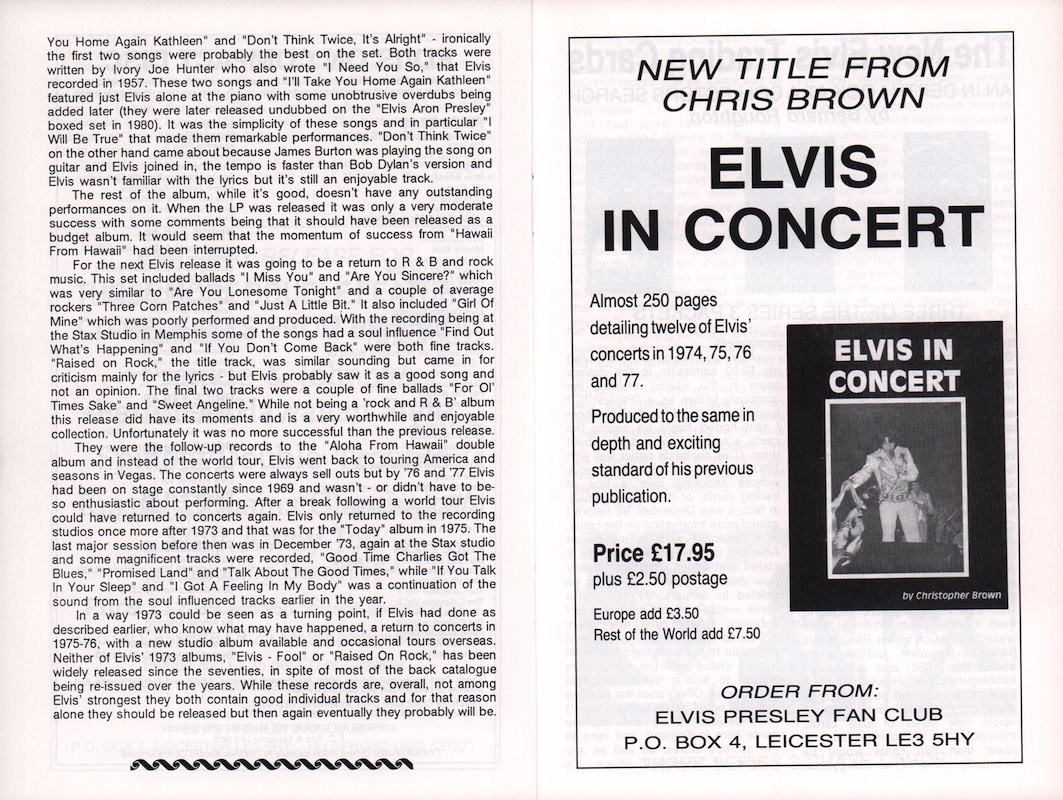 You Home Again Kathleen" and "Don't Think Twice, It's Alright" - ironically
the first two songs were probably the best on the set. Both tracks were
written by Ivory Joe Hunter who also wrote "I Need You So," that Elvis
recorded in 1957. These two songs and "I'll Take You Home Again Kathleen"
featured just Elvis alone at the piano with some unobtrusive overdubs being
added later (they were later released undubbed on the "Elvis Aron Presley"
boxed set in 1980). It was the simplicity of these songs and in particular "I
Will Be True" that made them remarkable performances. "Don't Think Twice"
on the other hand came about because James Burton was playing the song on
guitar and Elvis joined in, the tempo is faster than Bob Dylan's version and
Elvis wasn't familiar with the lyrics but it's still an enjoyable track.
The rest of the album, while it's good, doesn't have any outstanding
performances on it. When the LP was released it was only a very moderate
success with some comments being that it should have been released as a
budget album. It would seem that the momentum of success from "Hawaii
From Hawaii" had been interrupted.
For the next Elvis release it was going to be a return to R & B and rock
music. This set included ballads "I Miss You" and "Are You Sincere?" which
was very similar to "Are You Lonesome Tonight" and a couple of average
rockers "Three Corn Patches" and "Just A Little Bit." It also included "Girl Of
Mine" which was poorly performed and produced. With the recording being at
the Stax Studio in Memphis some of the songs had a soul influence "Find Out
What's Happening" and "If You Don't Come Back" were both fine tracks.
"Raised on Rock," the title track, was similar sounding but came in for
criticism mainly for the lyrics - but Elvis probably saw it as a good song and
not an opinion. The final two tracks were a couple of fine ballads "For Ol'
Times Sake" and "Sweet Angeline." While not being a 'rock and R & B' album
this release did have its moments and is a very worthwhile and enjoyable
collection. Unfortunately it was no more successful than the previous release.
They were the follow-up records to the "Aloha From Hawaii" double
album and instead of the world tour, Elvis went back to touring America and
seasons in Vegas. The concerts were always sell outs but by '76 and '77 Elvis
had been on stage constantly since 1969 and wasn't - or didn't have to be-
so enthusiastic about performing. After a break following a world tour Elvis
could have returned to concerts again. Elvis only returned to the recording
studios once more after 1973 and that was for the "Today" album in 1975. The
last major session before then was in December '73, again at the Stax studio
and some magnificent tracks were recorded, "Good Time Charlies Got The
Blues," "Promised Land" and "Talk About The Good Times," while "If You Talk
In Your Sleep" and "I Got A Feeling In My Body" was a continuation of the
sound from the soul influenced tracks earlier in the year.
In a way 1973 could be seen as a turning point, if Elvis had done as
described earlier, who know what may have happened, a return to concerts in
1975-76, with a new studio album available and occasional tours overseas.
Neither of Elvis' 1973 albums, "Elvis - Fool" or "Raised On Rock," has been
widely released since the seventies, in spite of most of the back catalogue
being re-issued over the years. While these records are, overall, not among
Elvis' strongest they both contain good individual tracks and for that reason
alone they should be released but then again eventually they probably will be.
NEW TITLE FROM
CHRIS BROWN
ELVIS
IN CONCERT
Almost 250 pages
detailing twelve of Elvis'
concerts in 1974, 75, 76
and 77.
Produced to the same in
depth and exciting
standard of his previous
publication.
Price £17.95
plus £2.50 postage
Europe add £3.50
Rest of the World add £7.50
ELVIS IN
CONCERT
by Christopher Brown
ORDER FROM:
ELVIS PRESLEY FAN CLUB
P.O. BOX 4, LEICESTER LE3 5HY